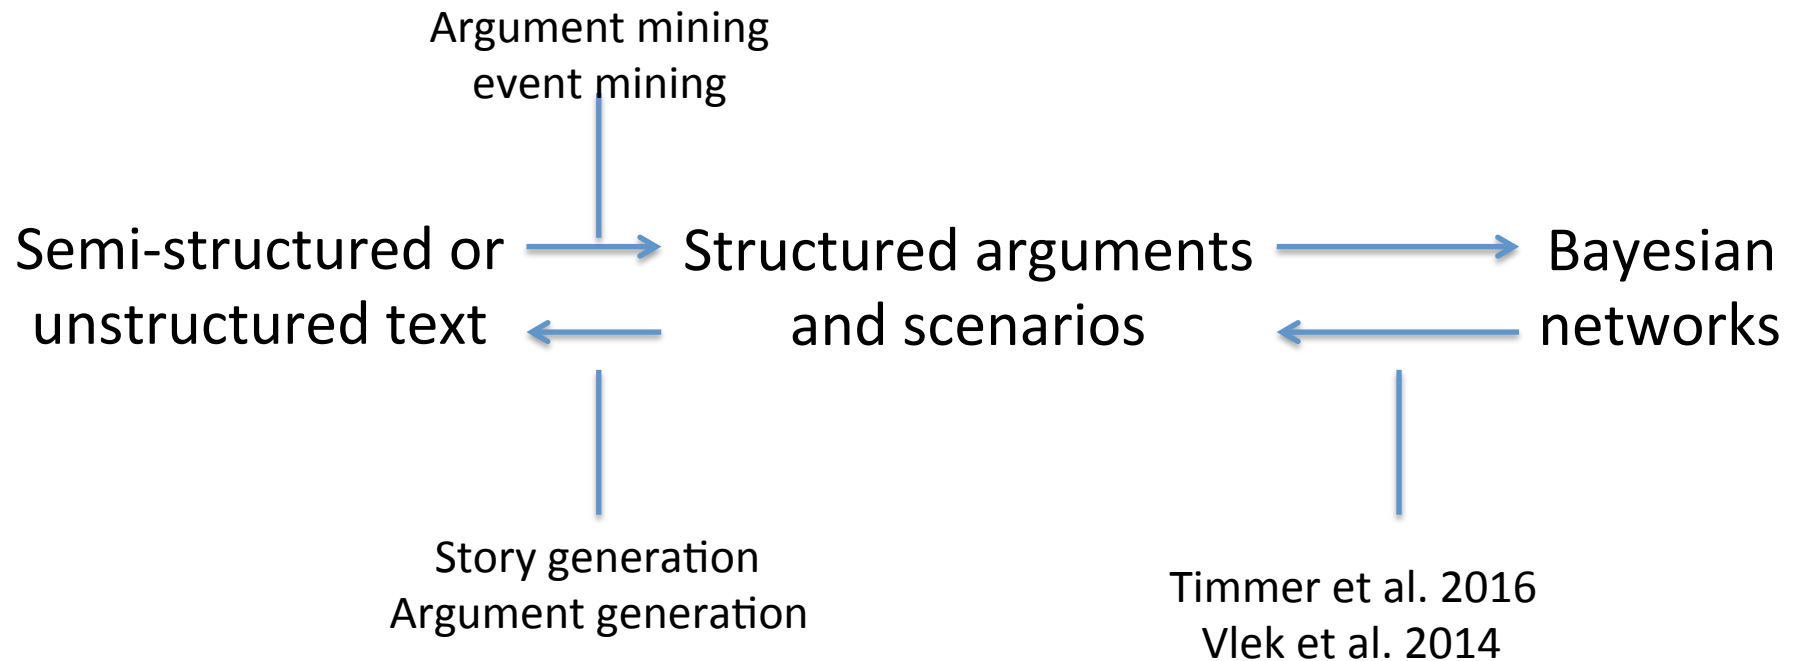 Argument mining
event mining
Semi-structured or
unstructured text
Structured arguments
and scenarios
Bayesian
networks
Story generation
Argument generation
Timmer et al. 2016
Vlek et al. 2014